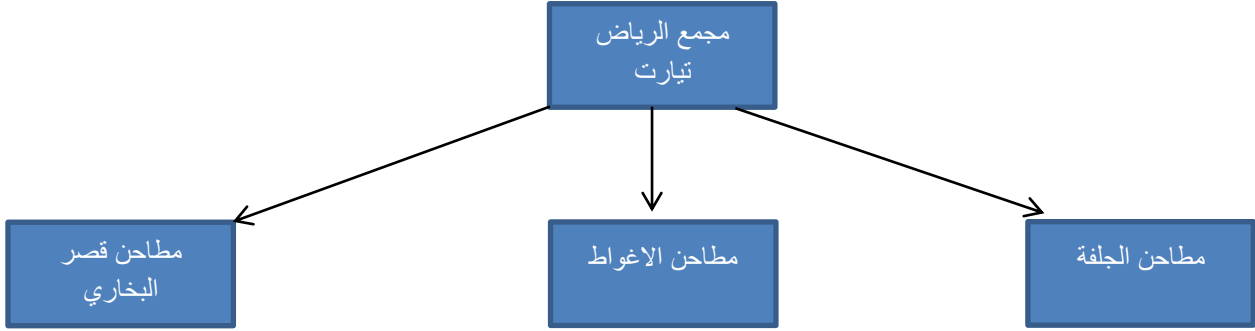 مجمع الرياض
تيارت
مطاحن الجلفة
مطاحن الاغواط
مطاحن قصر
البخاري